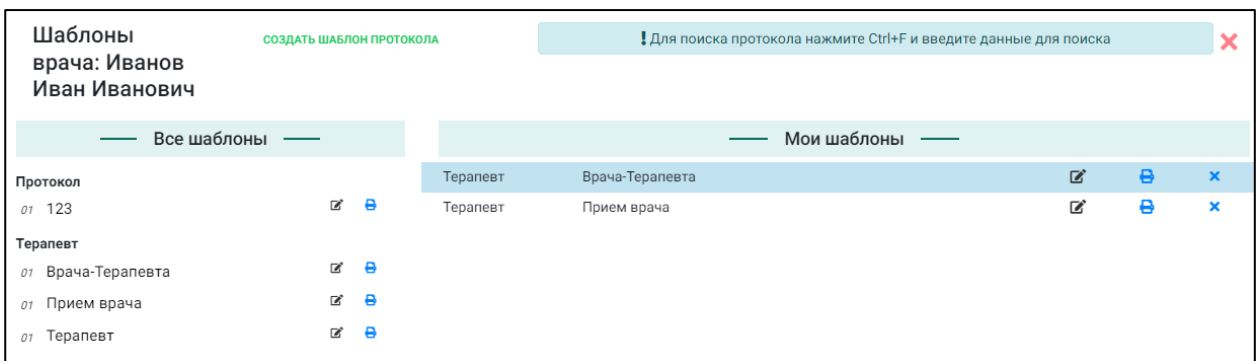 Шаблоны
врача: Иванов
Иван Иванович
СОЗДАТЬ ШАБЛОН ПРОТОКОЛА
! Для поиска протокола нажмите Ctrl+F и введите данные для поиска
Все шаблоны
Протокол
01 123
Терапевт
01 Врача-Терапевта
01 Прием врача
01 Терапевт
Мои шаблоны
Терапевт Врача-Терапевта
Терапевт Прием врача